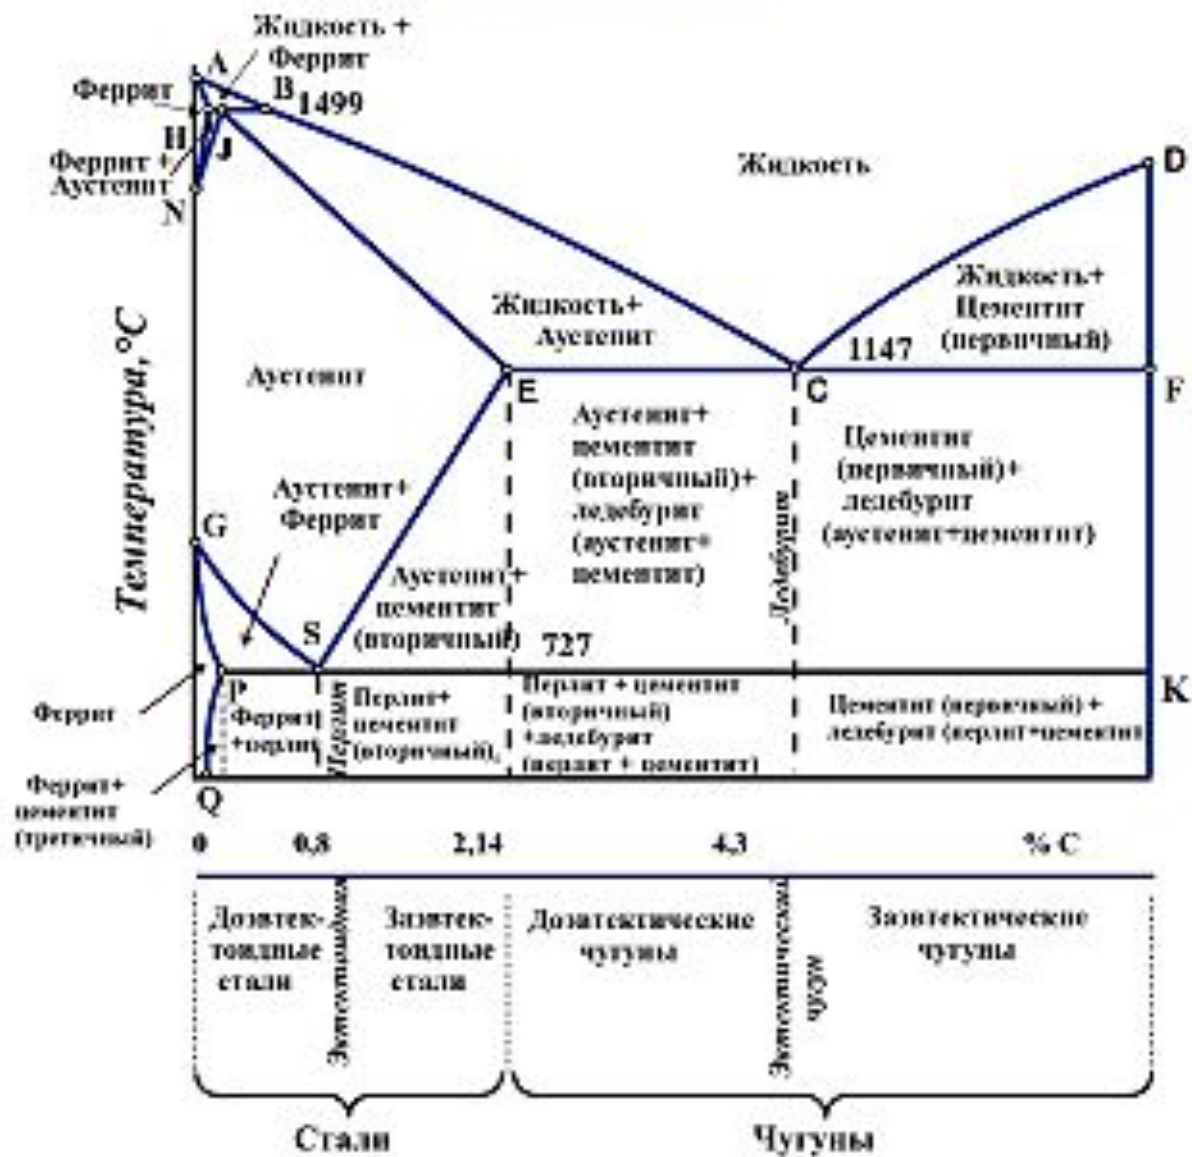 Жидкость +
Феррит
A
B
1499
Феррит
H
J
Феррит +
Аустенит
N
Жидкость
D
Жидкость+
Цементит
(первичный)
Жидкость+
Аустенит
1147
Температура,°C
Аустенит
E
C
F
Аустенит+
цементит
(вторичный)+
ледебурит
(аустенит+
цементит)
Цементит
(первичный)+
ледебурит
(аустенит+цементит)
Ледебурит
Аустенит+
Феррит
G
Аустенит+
цементит
(вторичный)
S
727
P
K
Феррит
Феррит
+перлит
Перлит
Перлит+
цементит
(вторичный)
Перлит + цементит
(вторичный)
+ледебурит
(перлит + цементит)
Цементит (первичный) +
ледебурит (перлит+цементит
Феррит+
цементит
(третичный)
Q
0
0,8
2,14
4,3
% C
Доэвтек-
тоидные
стали
Заэвтек-
тоидные
стали
Доэвтектические
чугуны
чугун
Заэвтектические
чугуны
Стали
Чугуны